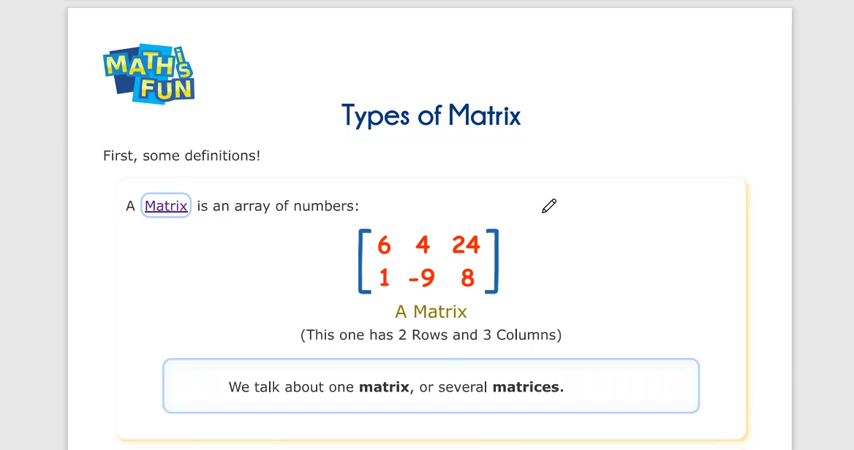 MATH is FUN
Types of Matrix
First, some definitions!
A Matrix is an array of numbers:
6 4 24
1 -9 8
A Matrix
(This one has 2 Rows and 3 Columns)
We talk about one matrix, or several matrices.